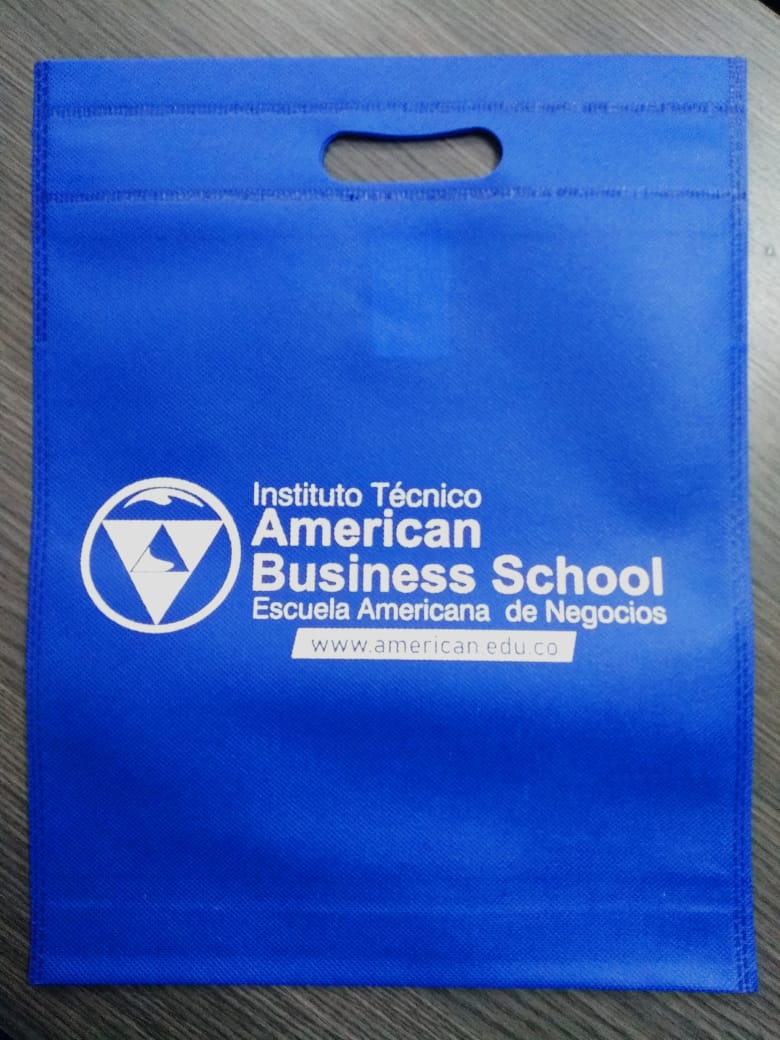 Instituto Técnico
American
Business School
Escuela Americana de Negocios
www.american.edu.co